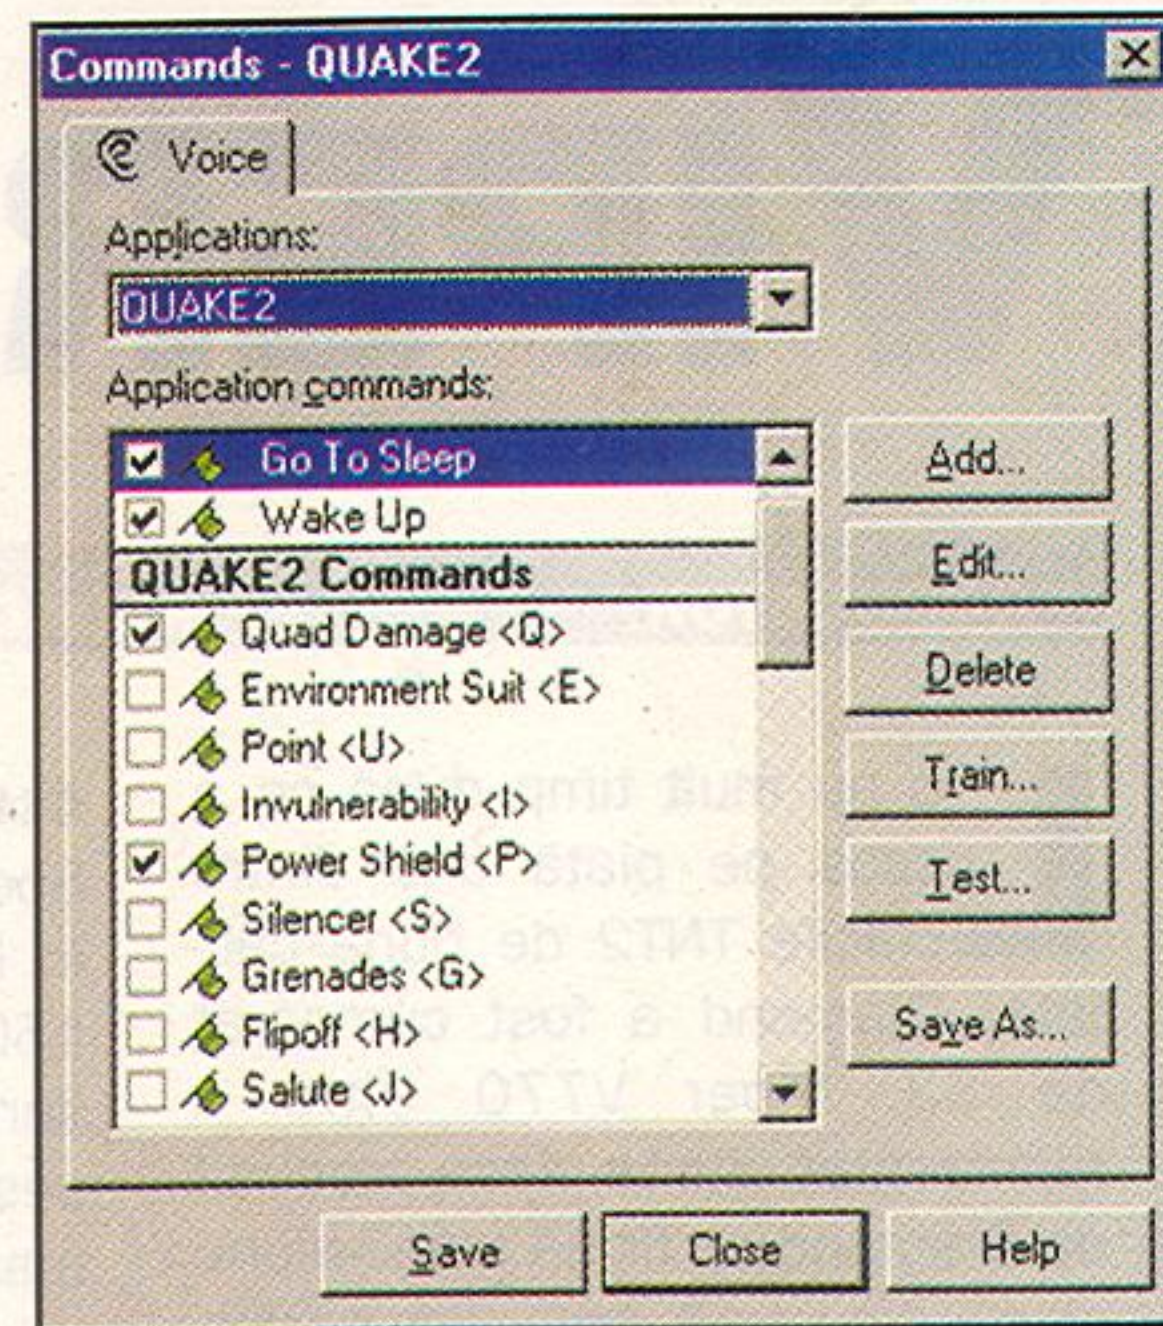 Commands - QUAKE2
Voice
Applications:
QUAKE2
Application commands:
Go To Sleep
Wake Up
QUAKE2 Commands
Quad Damage <Q>
Environment Suit <E>
Point <U>
Invulnerability <I>
Power Shield <P>
Silencer <S>
Grenades <G>
Flipoff <H>
Salute <J>
Add...
Edit...
Delete
Train...
Test...
Save As...
Save
Close
Help